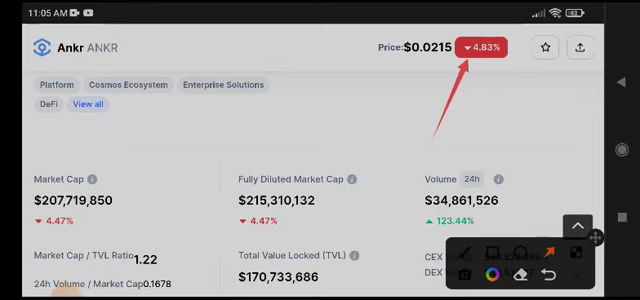 11:05 AM
Ankr ANKR
Price: $0.0215 4.83%
Platform Cosmos Ecosystem Enterprise Solutions
DeFi View all
Market Cap Fully Diluted Market Cap Volume 24h
$207,719,850 $215,310,132 $34,861,526
4.47% 4.47% 123.44%
Market Cap / TVL Ratio 1.22 Total Value Locked (TVL) CEX
24h Volume / Market Cap 0.1678 $170,733,686 DEX